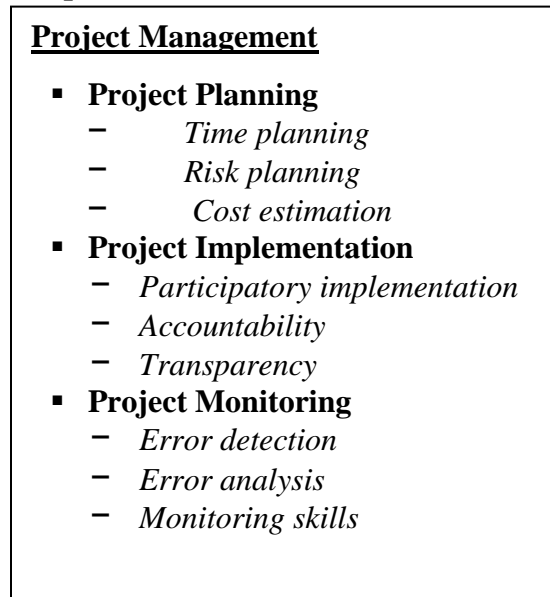 Project Management
▪ Project Planning
− Time planning
− Risk planning
− Cost estimation
▪ Project Implementation
− Participatory implementation
− Accountability
− Transparency
▪ Project Monitoring
− Error detection
− Error analysis
− Monitoring skills